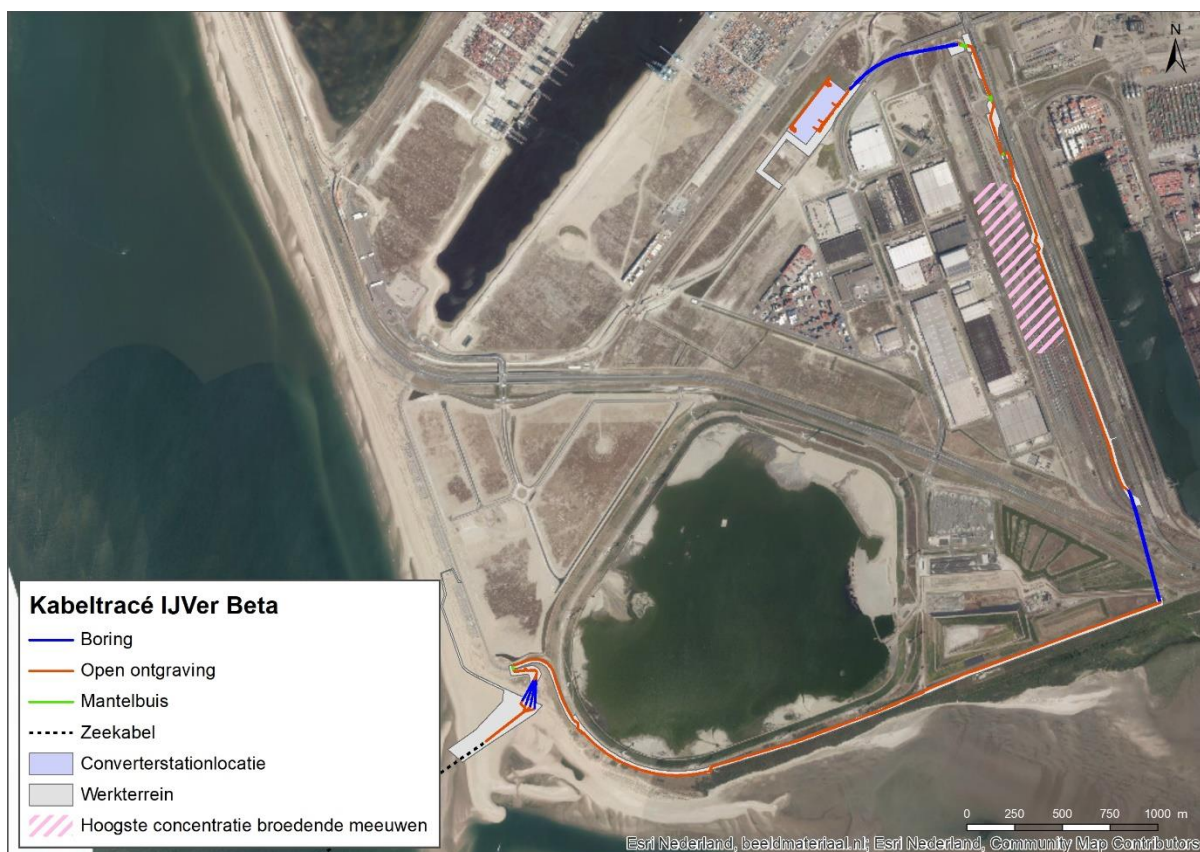 N
Kabeltracé IJVer Beta
Boring
Open ontgraving
Mantelbuis
Zeekabel
Converterstationlocatie
Werkterrein
Hoogste concentratie broedende meeuwen
0 250 500 750 1000 m
Esri Nederland, beeldmateriaal.nl; Esri Nederland, Community Map Contributors